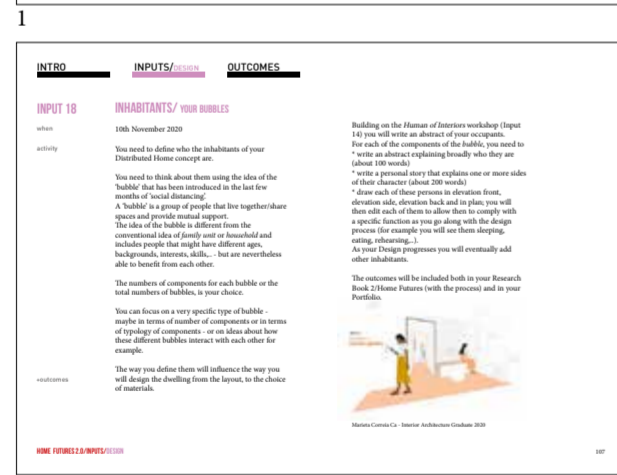 1
INTRO INPUTS/DESIGN OUTCOMES
INPUT 18 INHABITANTS/ YOUR BUBBLES
when 10th November 2020
activity You need to define who the inhabitants of your
Distributed Home concept are.
You need to think about them using the idea of the
'bubble' that has been introduced in the last few
months of 'social distancing'.
A 'bubble' is a group of people that live together/share
spaces and provide mutual support.
The idea of the bubble is different from the
conventional idea of family unit or household and
includes people that might have different ages,
backgrounds, interests, skills,.. - but are nevertheless
able to benefit from each other.
The numbers of components for each bubble or the
total numbers of bubbles, is your choice.
You can focus on a very specific type of bubble -
maybe in terms of number of components or in terms
of typology of components - or on ideas about how
these different bubbles interact with each other for
example.
The way you define them will influence the way you
+outcomes will design the dwelling from the layout, to the choice
of materials.
Building on the Human of Interiors workshop (Input
14) you will write an abstract of your occupants.
For each of the components of the bubble, you need to
* write an abstract explaining broadly who they are
(about 100 words)
* write a personal story that explains one or more sides
of their character (about 200 words)
* draw each of these persons in elevation front,
elevation side, elevation back and in plan; you will
then edit each of them to allow then to comply with
a specific function as you go along with the design
process (for example you will see them sleeping,
eating, rehearsing,..).
As your Design progresses you will eventually add
other inhabitants.
The outcomes will be included both in your Research
Book 2/Home Futures (with the process) and in your
Portfolio.
Marieta Correia Ca - Interior Architecture Graduate 2020
HOME FUTURES 2.0/INPUTS/DESIGN
107